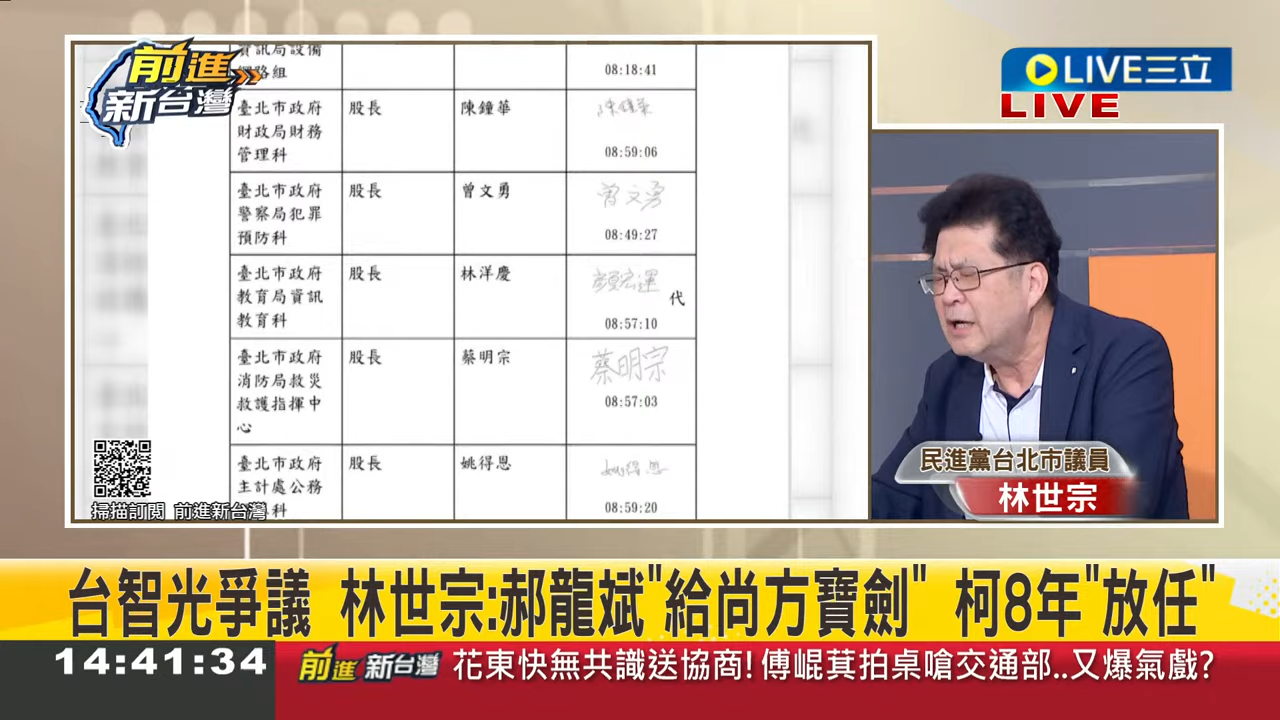 前進
新台灣
LIVE三立
LIVE
資訊局設備
網路組
08:18:41
臺北市政府
財政局財務
管理科
股長
陳鐘華
陳鐘華
08:59:06
臺北市政府
警察局犯罪
預防科
股長
曾文勇
曾文勇
08:49:27
臺北市政府
教育局資訊
教育科
股長
林洋慶
顏宏運
代
08:57:10
臺北市政府
消防局救災
救護指揮中
心
股長
蔡明宗
蔡明宗
08:57:03
臺北市政府
主計處公務
科
股長
姚得恩
姚得恩
08:59:20
掃描訂閱 前進新台灣
民進黨台北市議員
林世宗
台智光爭議 林世宗:郝龍斌"給尚方寶劍" 柯8年"放任"
14:41:34
前進新台灣
花東快無共識送協商!傅崐萁拍桌嗆交通部..又爆氣戲?